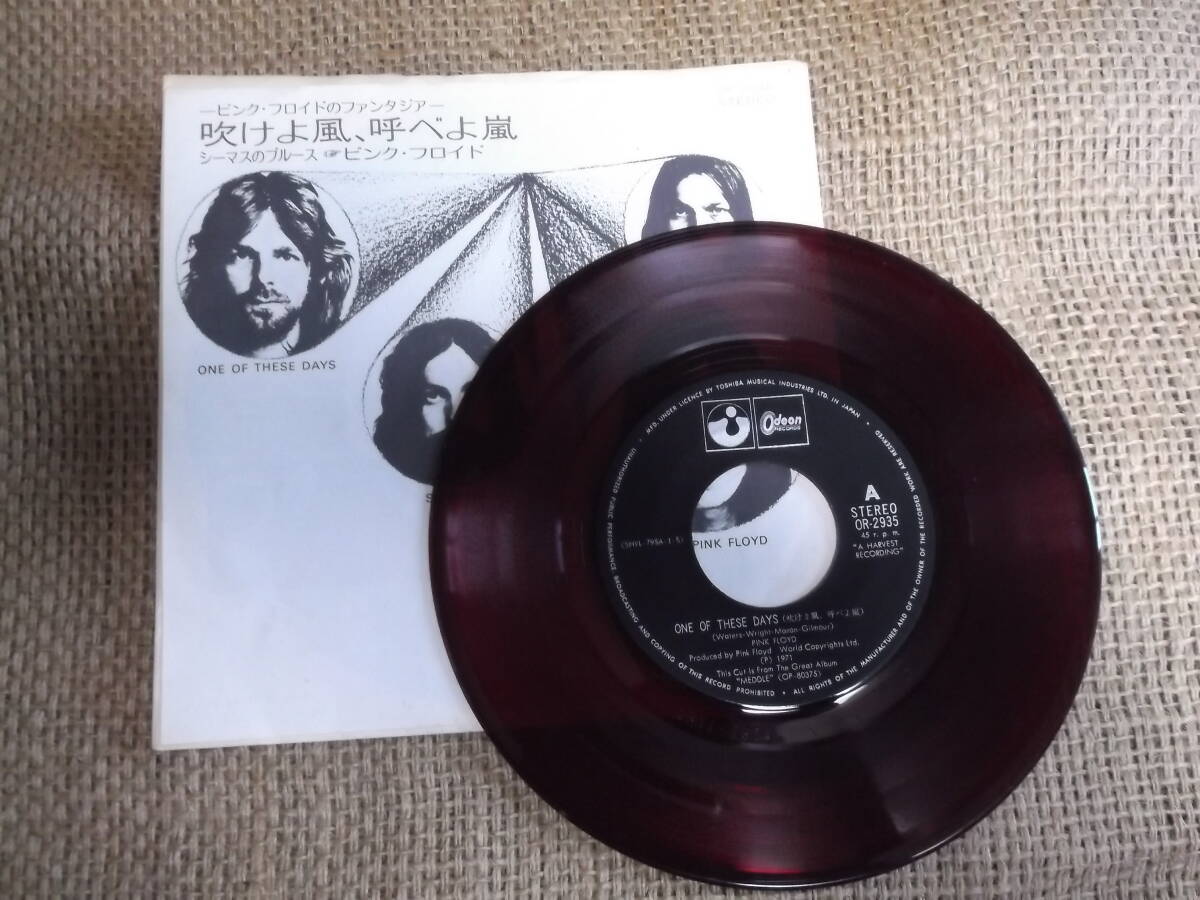 —ピンク・フロイドのファンタジア—
吹けよ風、呼べよ嵐
シーマスのブルース ☞ ピンク・フロイド
STEREO
ONE OF THESE DAYS
S
PINK FLOYD
MFD. UNDER LICENCE BY TOSHIBA MUSICAL INDUSTRIES LTD. IN JAPAN
• ALL RIGHTS OF THE MANUFACTURER AND OF THE OWNER OF THE RECORDED WORK ARE RESERVED •
UNAUTHORISED PUBLIC PERFORMANCE, BROADCASTING AND COPYING OF THIS RECORD PROHIBITED
Odeon
RECORDS
A
STEREO
OR-2935
45 r. p. m.
"A HARVEST
RECORDING"
ONE OF THESE DAYS (吹けよ風、呼べよ嵐)
(Waters-Wright-Mason-Gilmour)
PINK FLOYD
Produced by Pink Floyd World Copyrights Ltd.
(P) 1971
This Cut Is From The Great Album
"MEDDLE" (OP-80375)